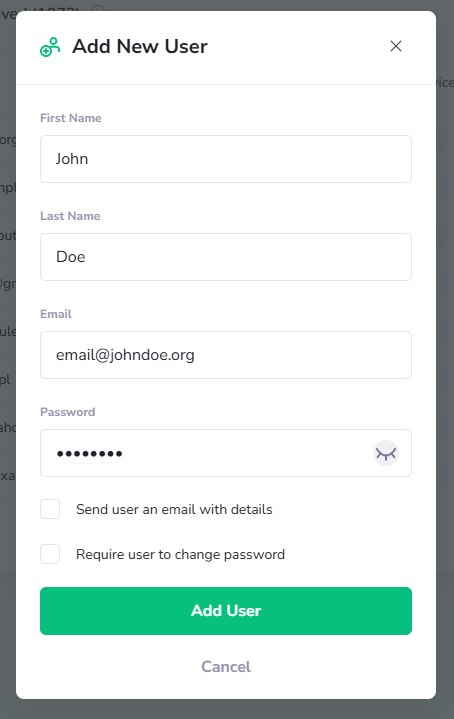 Add New User
First Name
John
Last Name
Doe
Email
email@johndoe.org
Password
••••••••
Send user an email with details
Require user to change password
Add User
Cancel